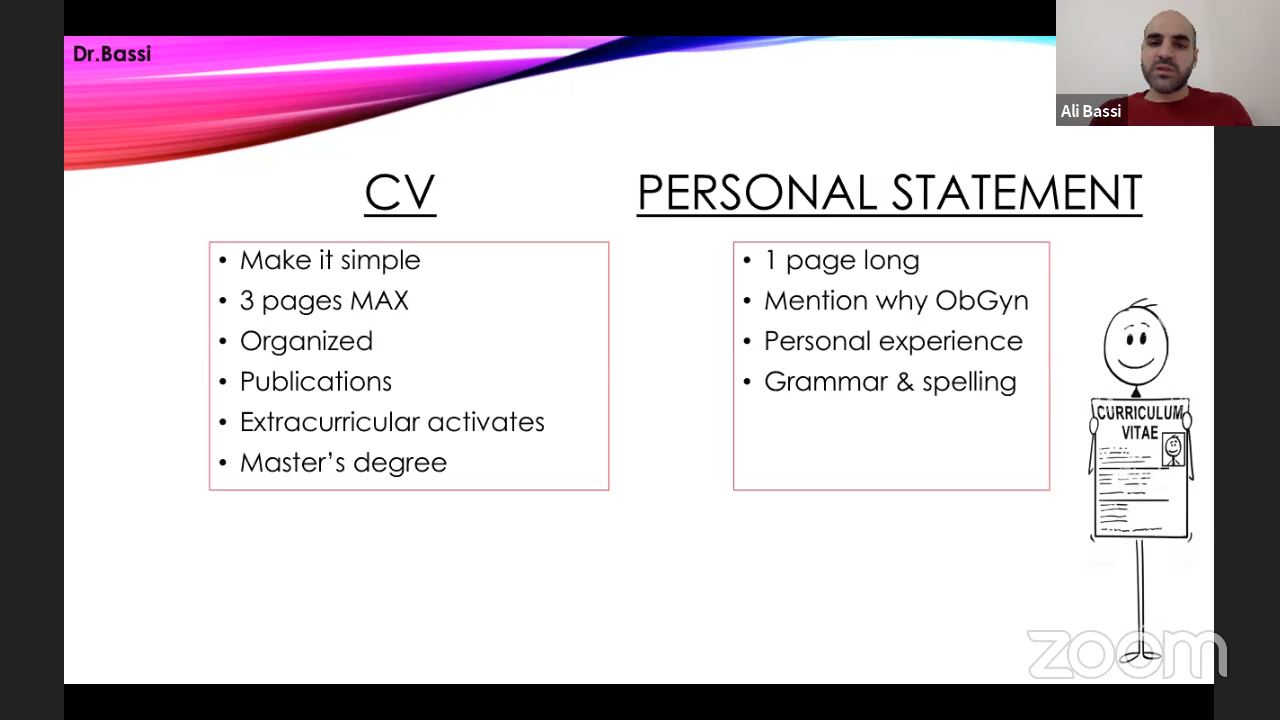 Dr.Bassi
Ali Bassi
CV
• Make it simple
• 3 pages MAX
• Organized
• Publications
• Extracurricular activates
• Master's degree
PERSONAL STATEMENT
• 1 page long
• Mention why ObGyn
• Personal experience
• Grammar & spelling
CURRICULUM
VITAE
zoom